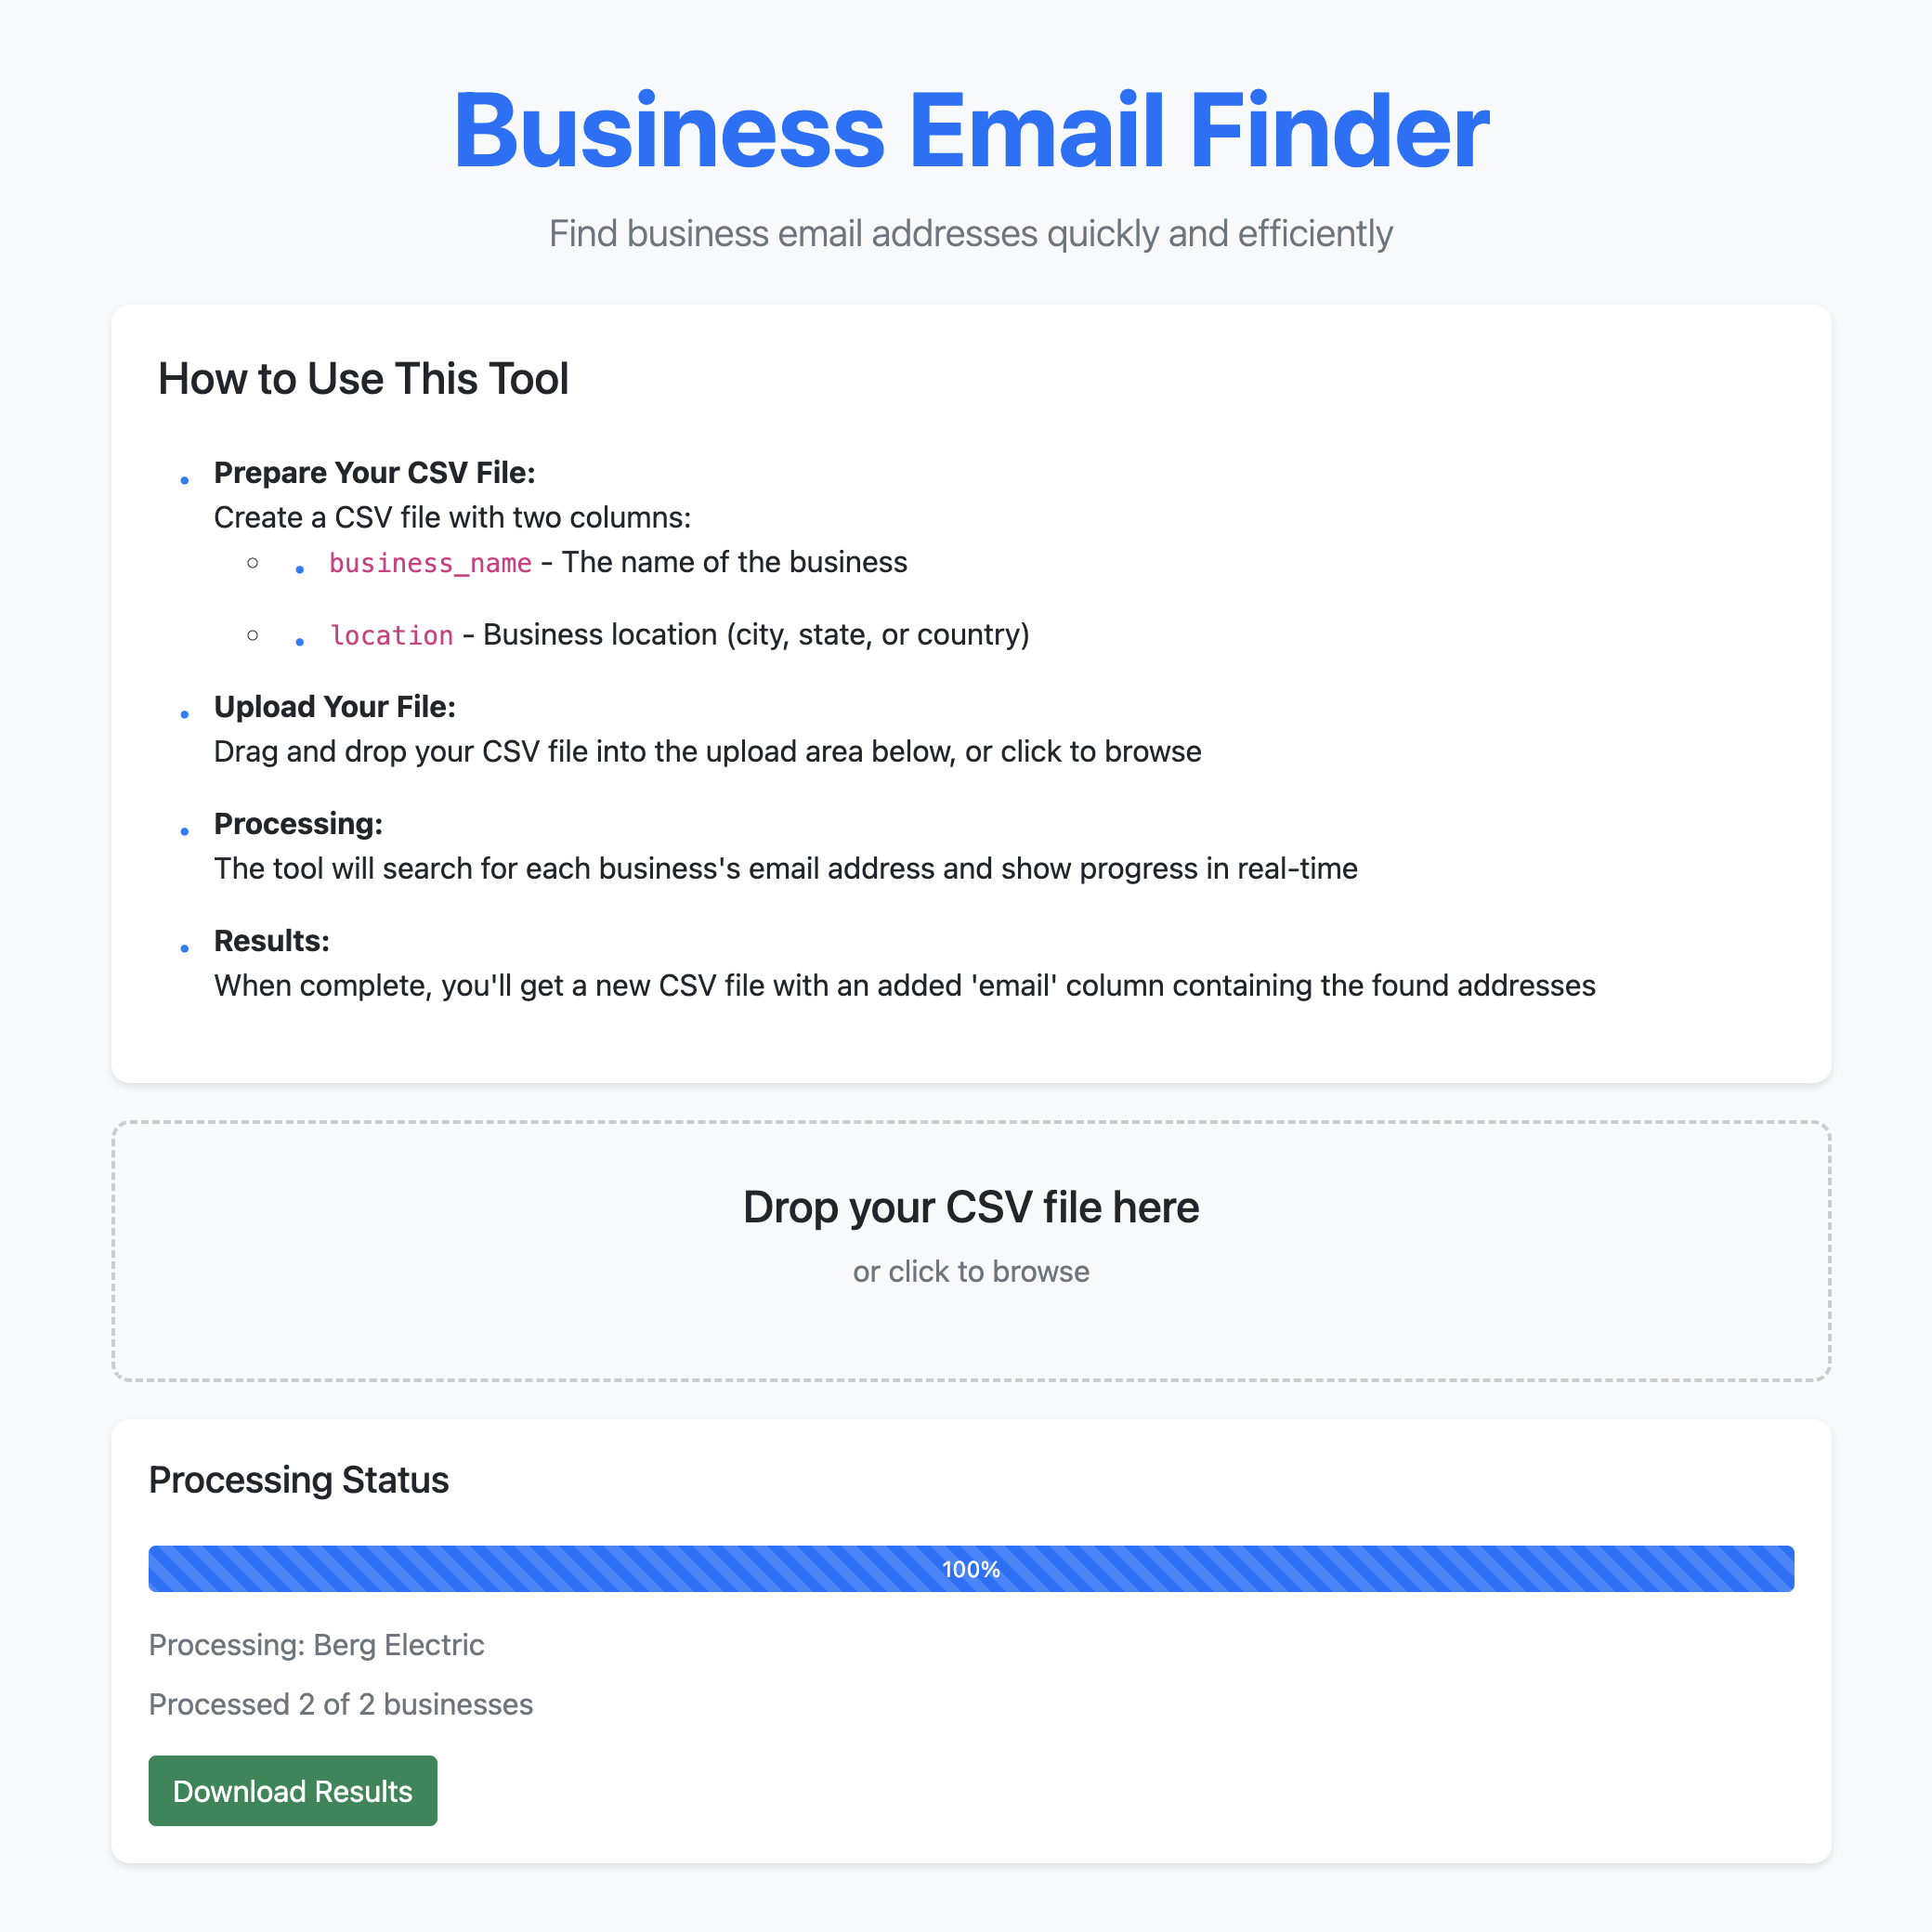 Business Email Finder
Find business email addresses quickly and efficiently
How to Use This Tool
Prepare Your CSV File:
Create a CSV file with two columns:
business_name - The name of the business
location - Business location (city, state, or country)
Upload Your File:
Drag and drop your CSV file into the upload area below, or click to browse
Processing:
The tool will search for each business's email address and show progress in real-time
Results:
When complete, you'll get a new CSV file with an added 'email' column containing the found addresses
Drop your CSV file here
or click to browse
Processing Status
100%
Processing: Berg Electric
Processed 2 of 2 businesses
Download Results